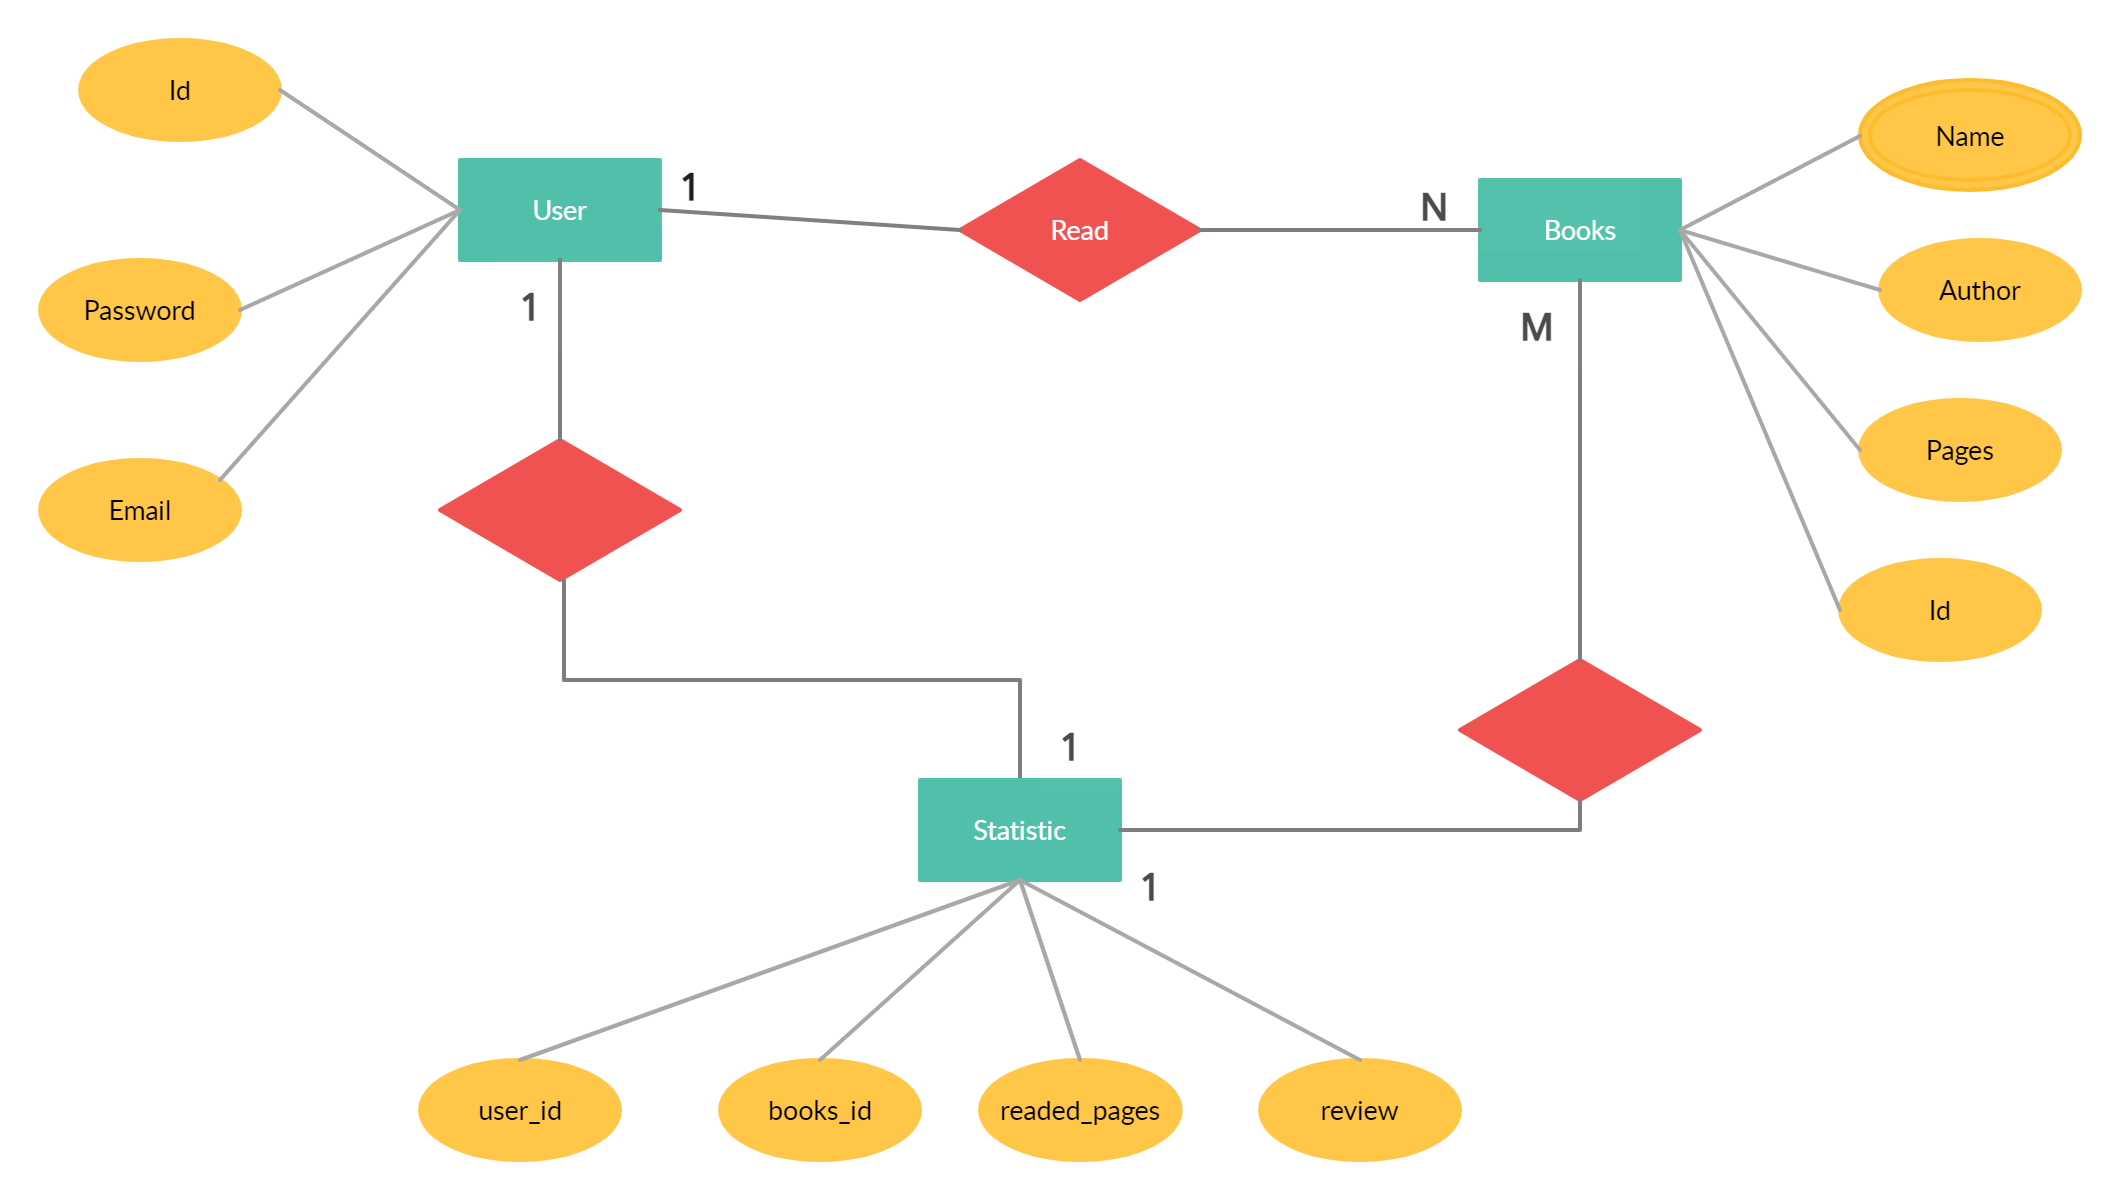 Id
Name
User
1
Read
N
Books
Password
1
M
Author
Pages
Email
Id
1
Statistic
1
user_id
books_id
readed_pages
review